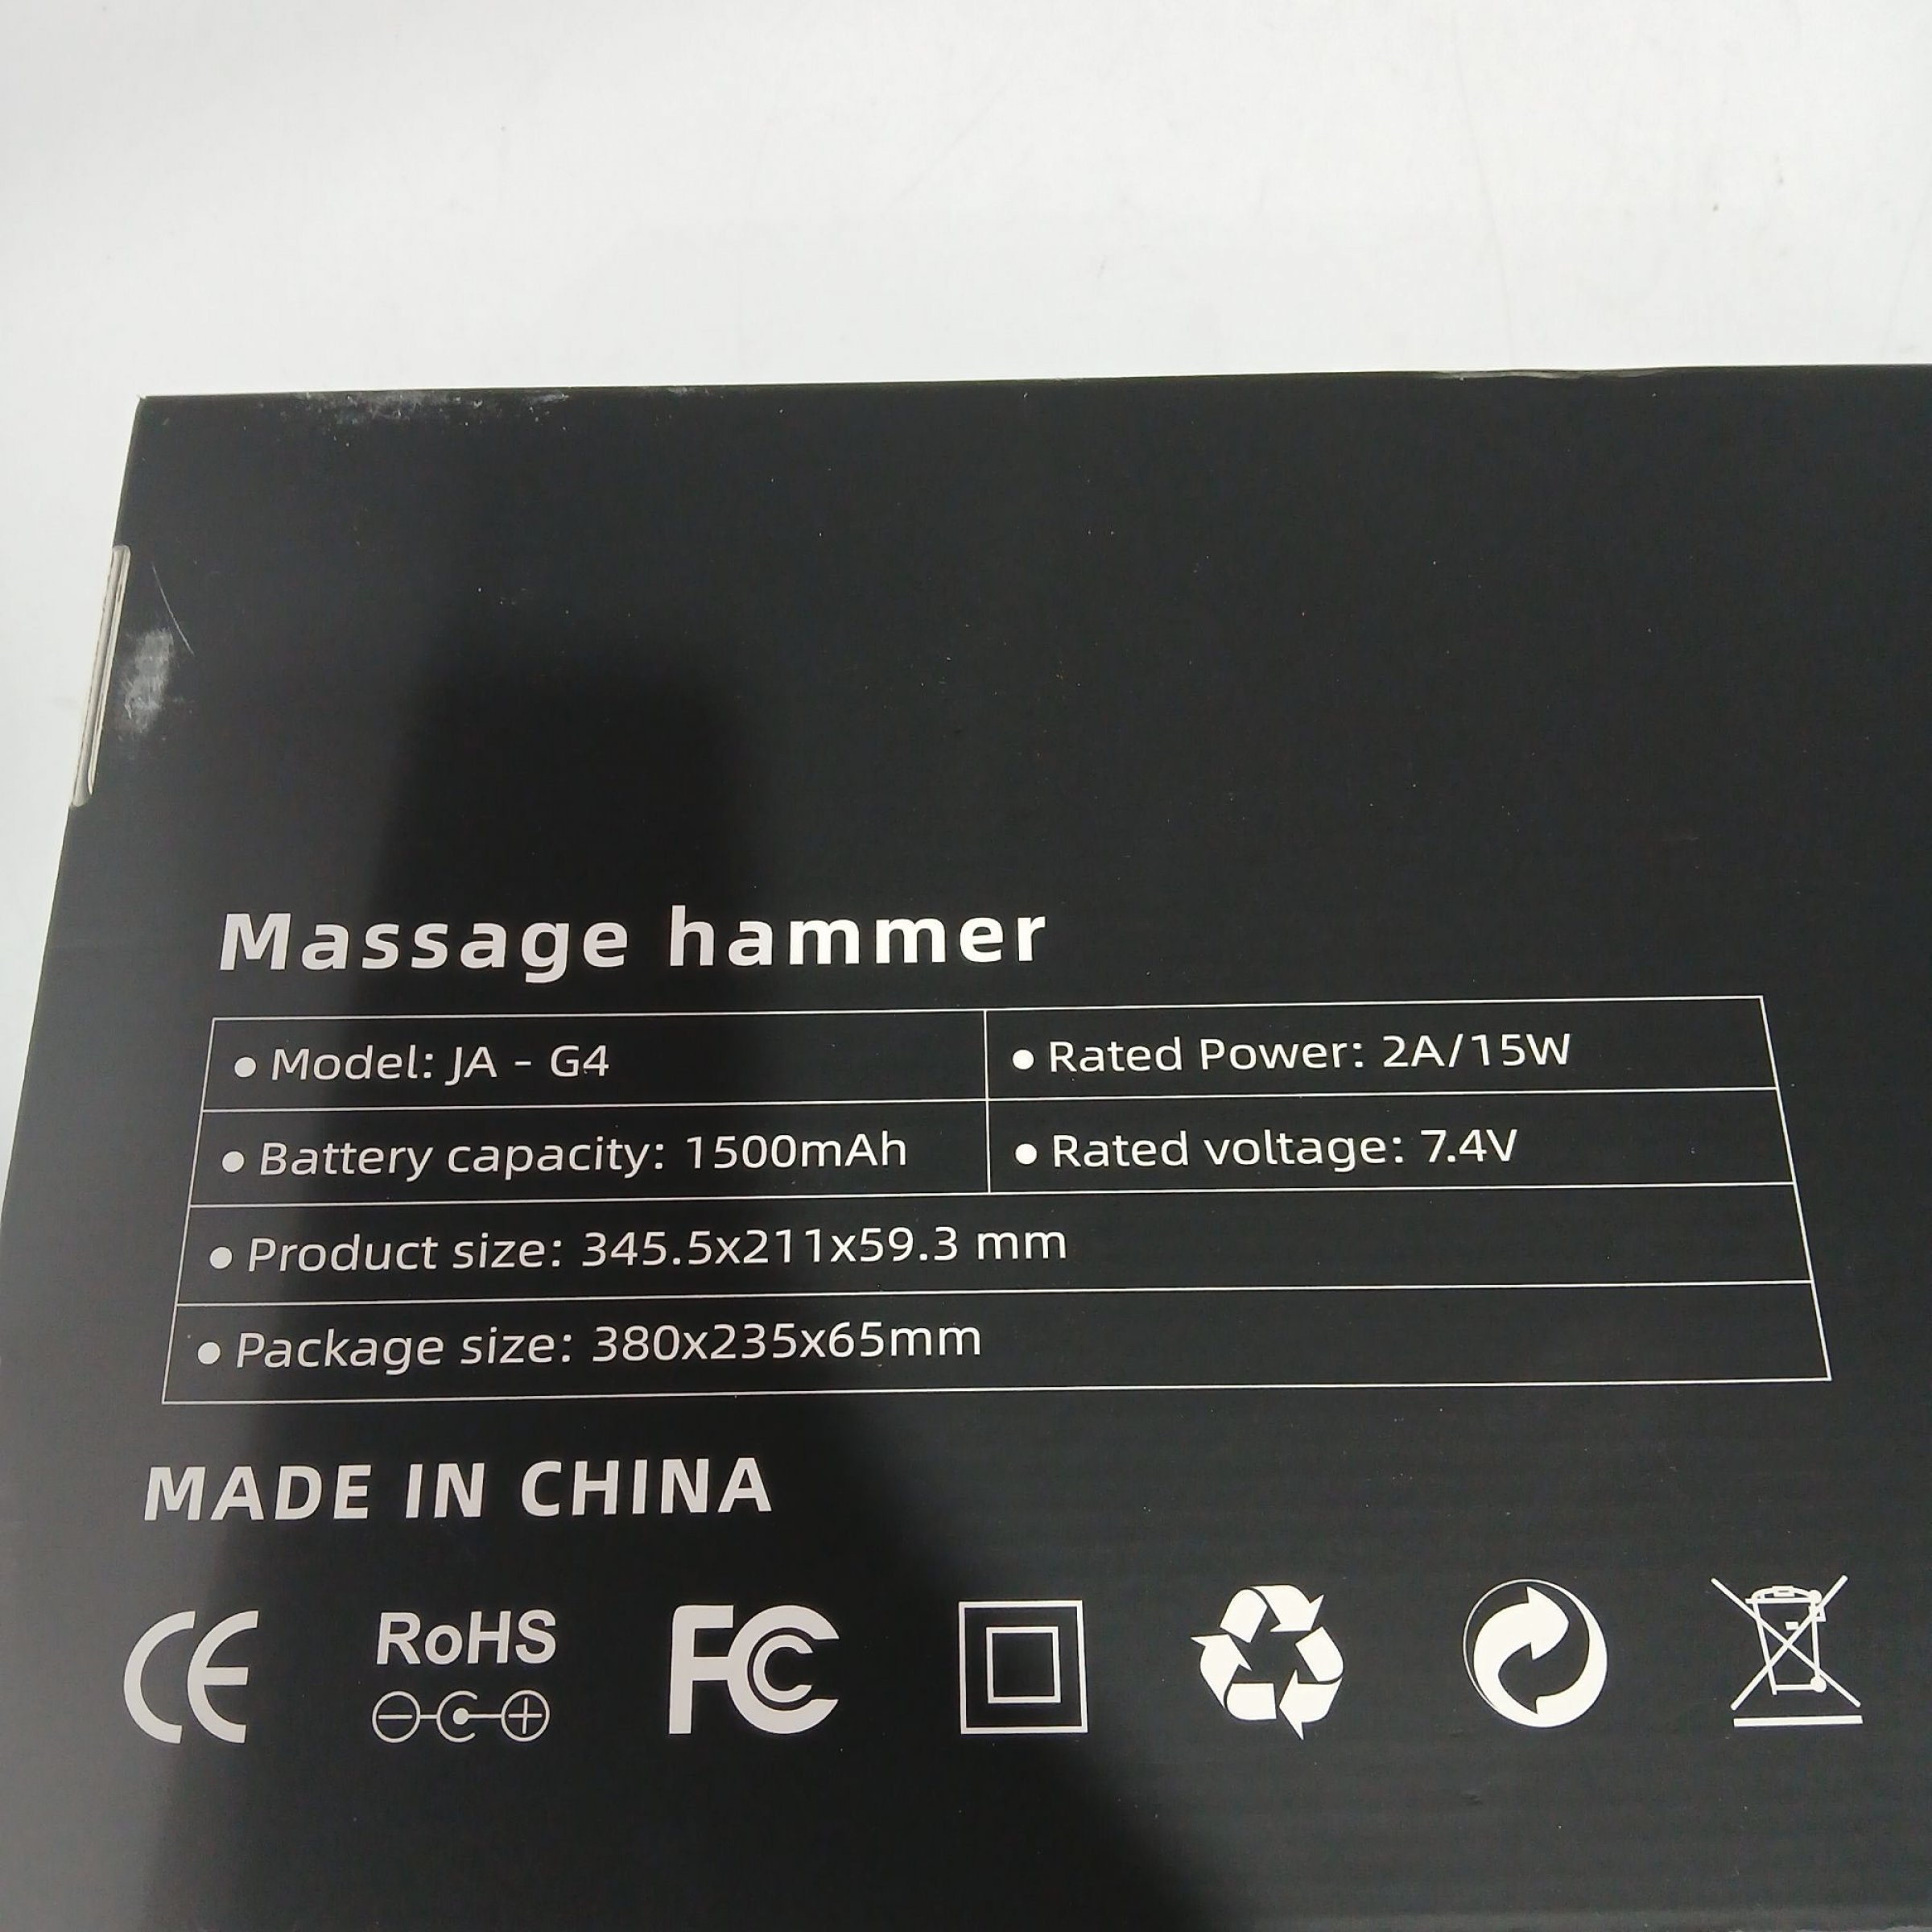 Massage hammer
● Model: JA - G4
● Rated Power: 2A/15W
● Battery capacity: 1500mAh
● Rated voltage: 7.4V
● Product size: 345.5x211x59.3 mm
● Package size: 380x235x65mm
MADE IN CHINA
CE
RoHS
FC